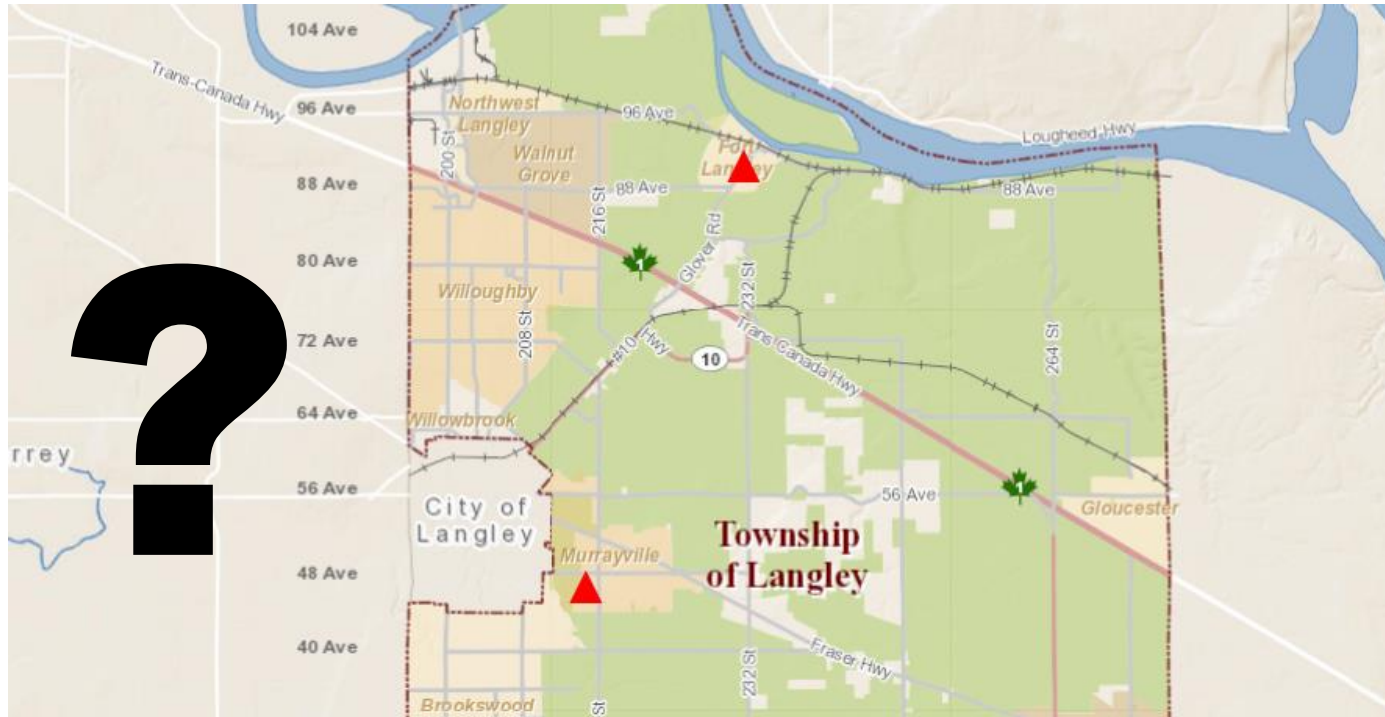 104 Ave
Trans-Canada Hwy
96 Ave
Northwest
Langley
96 Ave
Lougheed Hwy
200 St
Walnut
Grove
Fort
Langley
88 Ave
88 Ave
88 Ave
216 St
Glover Rd
80 Ave
1
232 St
Willoughby
?
208 St
72 Ave
#10 Hwy
10
Trans Canada Hwy
264 St
64 Ave
Willowbrook
rrey
56 Ave
1
56 Ave
Gloucester
City of
Langley
Township
of Langley
Murrayville
48 Ave
40 Ave
Fraser Hwy
232 St
Brookswood
St